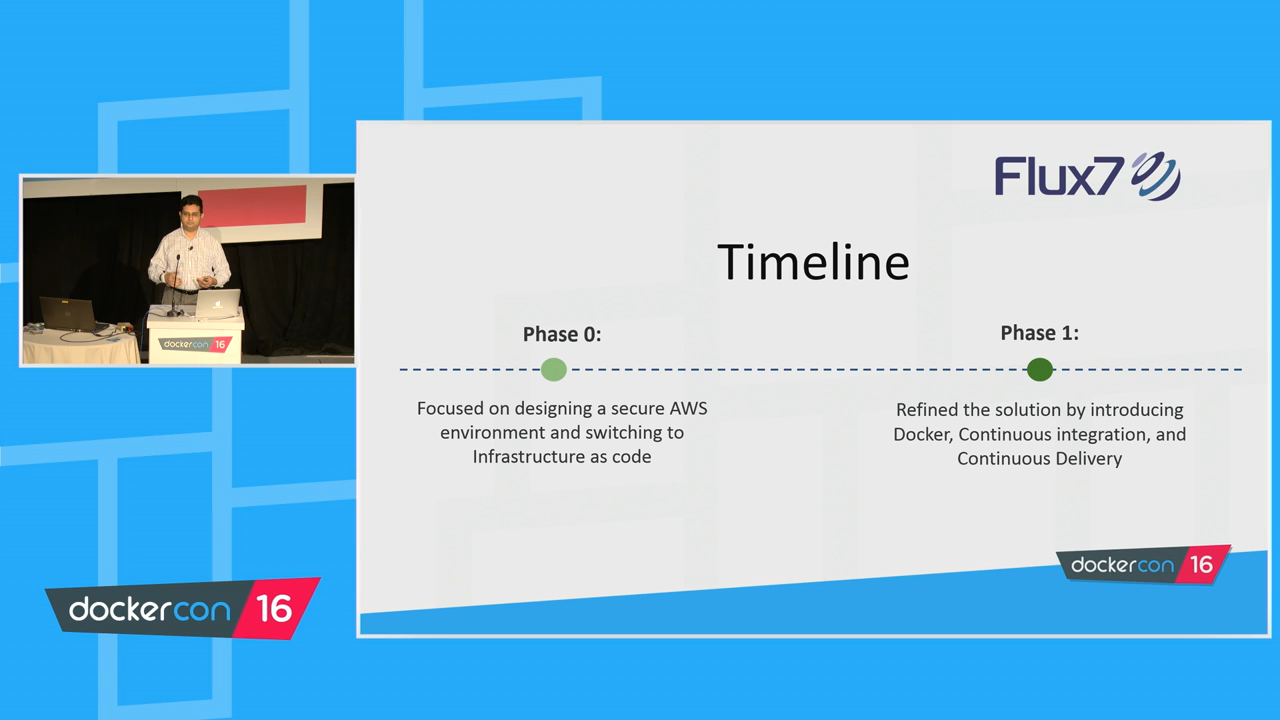 Flux7
Timeline
Phase 0:
Phase 1:
Focused on designing a secure AWS
environment and switching to
Infrastructure as code
Refined the solution by introducing
Docker, Continuous integration, and
Continuous Delivery
dockercon 16
dockercon 16
dockercon 16